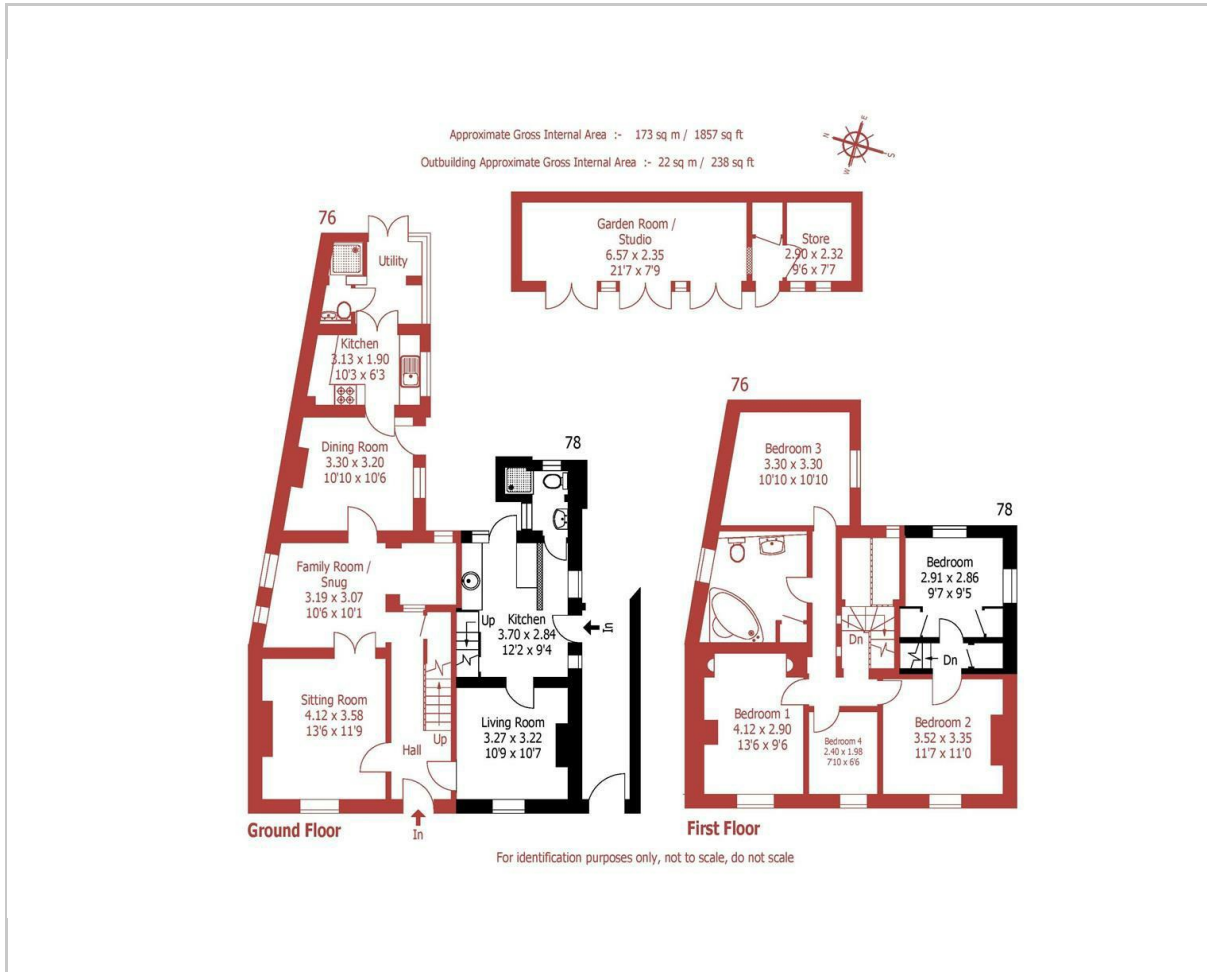 Approximate Gross Internal Area :- 173 sq m / 1857 sq ft
Outbuilding Approximate Gross Internal Area :- 22 sq m / 238 sq ft
N
E
S
W
76
Utility
Kitchen
3.13 x 1.90
10'3 x 6'3
Dining Room
3.30 x 3.20
10'10 x 10'6
Family Room /
Snug
3.19 x 3.07
10'6 x 10'1
Sitting Room
4.12 x 3.58
13'6 x 11'9
Hall
Up
In
Ground Floor
78
Up
Kitchen
3.70 x 2.84
12'2 x 9'4
In
Living Room
3.27 x 3.22
10'9 x 10'7
Garden Room /
Studio
6.57 x 2.35
21'7 x 7'9
Store
2.90 x 2.32
9'6 x 7'7
76
Bedroom 3
3.30 x 3.30
10'10 x 10'10
Dn
Bedroom 1
4.12 x 2.90
13'6 x 9'6
Bedroom 4
2.40 x 1.98
7'10 x 6'6
Bedroom 2
3.52 x 3.35
11'7 x 11'0
78
Bedroom
2.91 x 2.86
9'7 x 9'5
Dn
First Floor
For identification purposes only, not to scale, do not scale